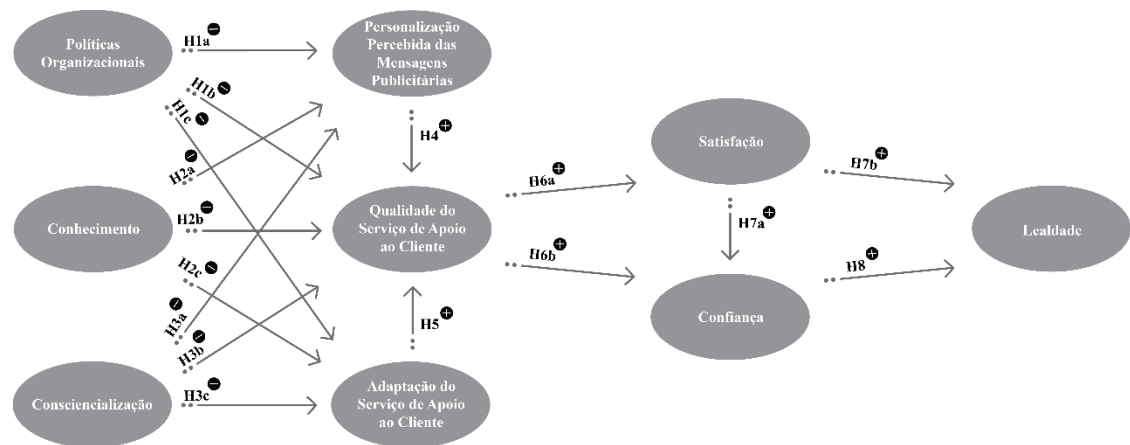 Políticas
Organizacionais
H1a
−
Personalização
Percebida das
Mensagens
Publicitárias
H1b
−
H1c
−
H4
+
H2a
−
Conhecimento
H2b
−
Qualidade do
Serviço de Apoio
ao Cliente
H2c
−
H3a
−
H3b
−
H5
+
Consciencialização
H3c
−
Adaptação do
Serviço de Apoio
ao Cliente
H6a
+
H6b
+
Satisfação
H7a
+
Confiança
H7b
+
H8
+
Lealdade